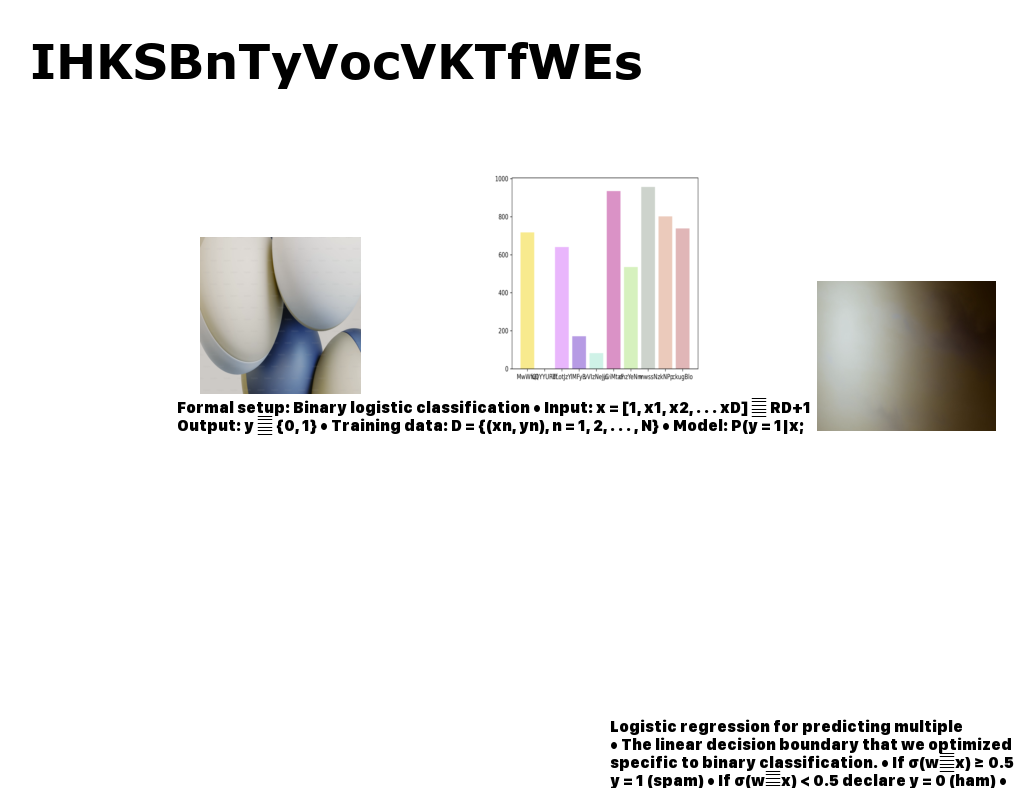 IHKSBnTyVocVKTfWEs
1000
800
600
400
200
0
Formal setup: Binary logistic classification • Input: x = [1, x1, x2, . . . xD] RD+1
Output: y {0, 1} • Training data: D = {(xn, yn), n = 1, 2, . . . , N} • Model: P(y = 1|x;
Logistic regression for predicting multiple
• The linear decision boundary that we optimized
specific to binary classification. • If σ(w x) ≥ 0.5
y = 1 (spam) • If σ(w x) < 0.5 declare y = 0 (ham) •